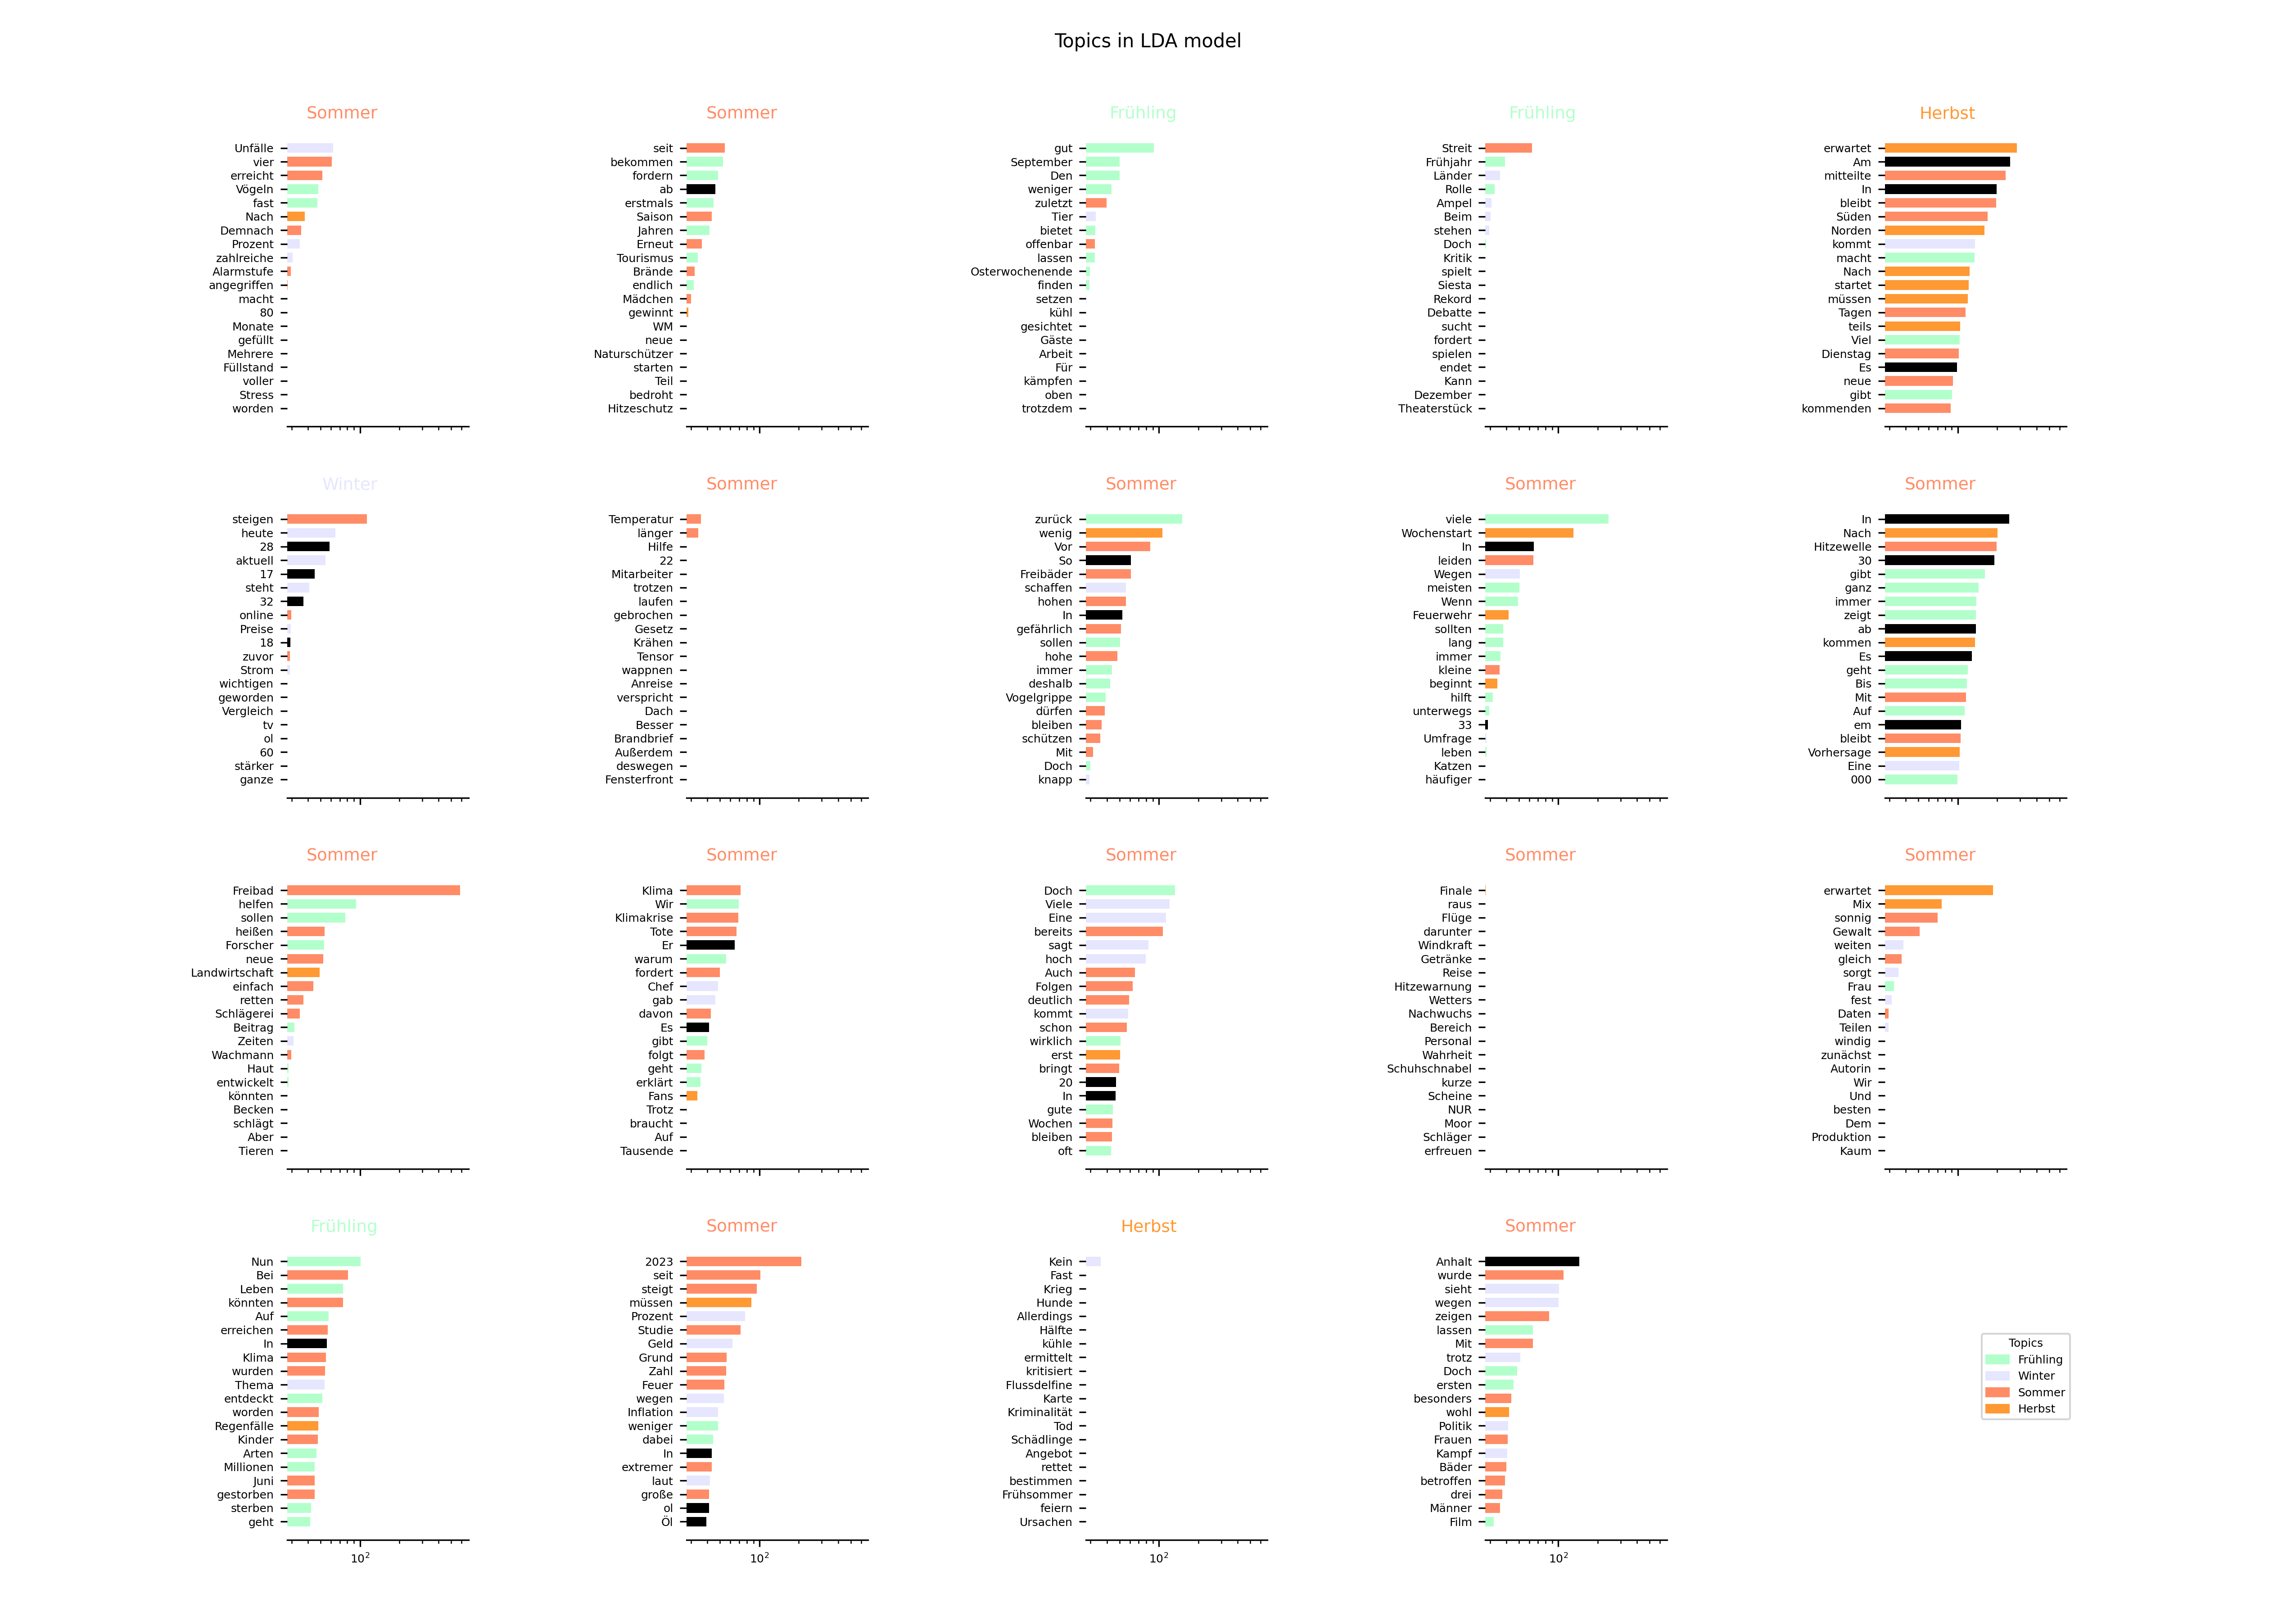 Topics in LDA model
Sommer
Unfälle
vier
erreicht
Vögeln
fast
Nach
Demnach
Prozent
zahlreiche
Alarmstufe
angegriffen
macht
80
Monate
gefüllt
Mehrere
Füllstand
voller
Stress
worden
Sommer
seit
bekommen
fordern
ab
erstmals
Saison
Jahren
Erneut
Tourismus
Brände
endlich
Mädchen
gewinnt
WM
neue
Naturschützer
starten
Teil
bedroht
Hitzeschutz
Frühling
gut
September
Den
weniger
zuletzt
Tier
bietet
offenbar
lassen
Osterwochenende
finden
setzen
kühl
gesichtet
Gäste
Arbeit
Für
kämpfen
oben
trotzdem
Frühling
Streit
Frühjahr
Länder
Rolle
Ampel
Beim
stehen
Doch
Kritik
spielt
Siesta
Rekord
Debatte
sucht
fordert
spielen
endet
Kann
Dezember
Theaterstück
Herbst
erwartet
Am
mitteilte
In
bleibt
Süden
Norden
kommt
macht
Nach
startet
müssen
Tagen
teils
Viel
Dienstag
Es
neue
gibt
kommenden
Winter
steigen
heute
28
aktuell
17
steht
32
online
Preise
18
zuvor
Strom
wichtigen
geworden
Vergleich
tv
ol
60
stärker
ganze
Sommer
Temperatur
länger
Hilfe
22
Mitarbeiter
trotzen
laufen
gebrochen
Gesetz
Krähen
Tensor
wappnen
Anreise
verspricht
Dach
Besser
Brandbrief
Außerdem
deswegen
Fensterfront
Sommer
zurück
wenig
Vor
So
Freibäder
schaffen
hohen
In
gefährlich
sollen
hohe
immer
deshalb
Vogelgrippe
dürfen
bleiben
schützen
Mit
Doch
knapp
Sommer
viele
Wochenstart
In
leiden
Wegen
meisten
Wenn
Feuerwehr
sollten
lang
immer
kleine
beginnt
hilft
unterwegs
33
Umfrage
leben
Katzen
häufiger
Sommer
In
Nach
Hitzewelle
30
gibt
ganz
immer
zeigt
ab
kommen
Es
geht
Bis
Mit
Auf
em
bleibt
Vorhersage
Eine
000
Sommer
Freibad
helfen
sollen
heißen
Forscher
neue
Landwirtschaft
einfach
retten
Schlägerei
Beitrag
Zeiten
Wachmann
Haut
entwickelt
könnten
Becken
schlägt
Aber
Tieren
Sommer
Klima
Wir
Klimakrise
Tote
Er
warum
fordert
Chef
gab
davon
Es
gibt
folgt
geht
erklärt
Fans
Trotz
braucht
Auf
Tausende
Sommer
Doch
Viele
Eine
bereits
sagt
hoch
Auch
Folgen
deutlich
kommt
schon
wirklich
erst
bringt
20
In
gute
Wochen
bleiben
oft
Sommer
Finale
raus
Flüge
darunter
Windkraft
Getränke
Reise
Hitzewarnung
Wetters
Nachwuchs
Bereich
Personal
Wahrheit
Schuhschnabel
kurze
Scheine
NUR
Moor
Schläger
erfreuen
Sommer
erwartet
Mix
sonnig
Gewalt
weiten
gleich
sorgt
Frau
fest
Daten
Teilen
windig
zunächst
Autorin
Wir
Und
besten
Dem
Produktion
Kaum
Frühling
Nun
Bei
Leben
könnten
Auf
erreichen
In
Klima
wurden
Thema
entdeckt
worden
Regenfälle
Kinder
Arten
Millionen
Juni
gestorben
sterben
geht
10²
Sommer
2023
seit
steigt
müssen
Prozent
Studie
Geld
Grund
Zahl
Feuer
wegen
Inflation
weniger
dabei
In
extremer
laut
große
ol
Öl
10²
Herbst
Kein
Fast
Krieg
Hunde
Allerdings
Hälfte
kühle
ermittelt
kritisiert
Flussdelfine
Karte
Kriminalität
Tod
Schädlinge
Angebot
rettet
bestimmen
Frühsommer
feiern
Ursachen
10²
Sommer
Anhalt
wurde
sieht
wegen
zeigen
lassen
Mit
trotz
Doch
ersten
besonders
wohl
Politik
Frauen
Kampf
Bäder
betroffen
drei
Männer
Film
10²
Topics
Frühling
Winter
Sommer
Herbst